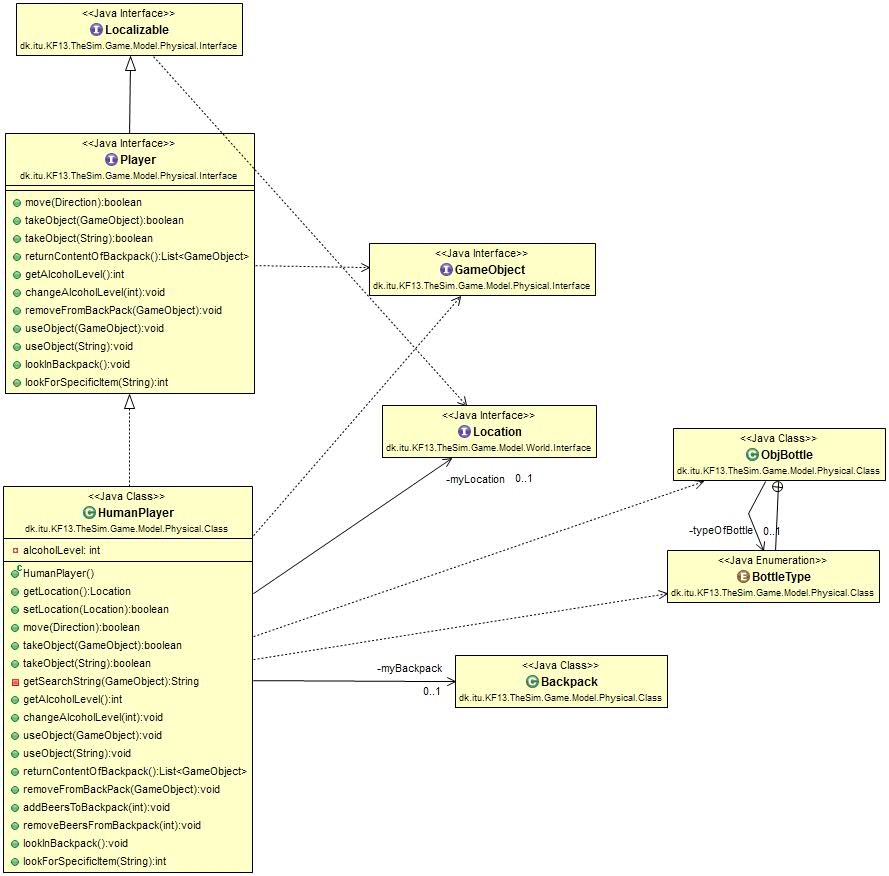 <<Java Interface>>
Localizable
dk.itu.KF13.TheSim.Game.Model.Physical.Interface
<<Java Interface>>
Player
dk.itu.KF13.TheSim.Game.Model.Physical.Interface
move(Direction):boolean
takeObject(GameObject):boolean
takeObject(String):boolean
returnContentOfBackpack():List<GameObject>
getAlcoholLevel():int
changeAlcoholLevel(int):void
removeFromBackPack(GameObject):void
useObject(GameObject):void
useObject(String):void
lookInBackpack():void
lookForSpecificItem(String):int
<<Java Interface>>
GameObject
dk.itu.KF13.TheSim.Game.Model.Physical.Interface
<<Java Interface>>
Location
dk.itu.KF13.TheSim.Game.Model.World.Interface
-myLocation 0..1
<<Java Class>>
ObjBottle
dk.itu.KF13.TheSim.Game.Model.Physical.Class
-typeOfBottle 0..1
<<Java Enumeration>>
BottleType
dk.itu.KF13.TheSim.Game.Model.Physical.Class
<<Java Class>>
HumanPlayer
dk.itu.KF13.TheSim.Game.Model.Physical.Class
alcoholLevel: int
HumanPlayer()
getLocation():Location
setLocation(Location):boolean
move(Direction):boolean
takeObject(GameObject):boolean
takeObject(String):boolean
getSearchString(GameObject):String
getAlcoholLevel():int
changeAlcoholLevel(int):void
useObject(GameObject):void
useObject(String):void
returnContentOfBackpack():List<GameObject>
removeFromBackPack(GameObject):void
addBeersToBackpack(int):void
removeBeersFromBackpack(int):void
lookInBackpack():void
lookForSpecificItem(String):int
-myBackpack
0..1
<<Java Class>>
Backpack
dk.itu.KF13.TheSim.Game.Model.Physical.Class